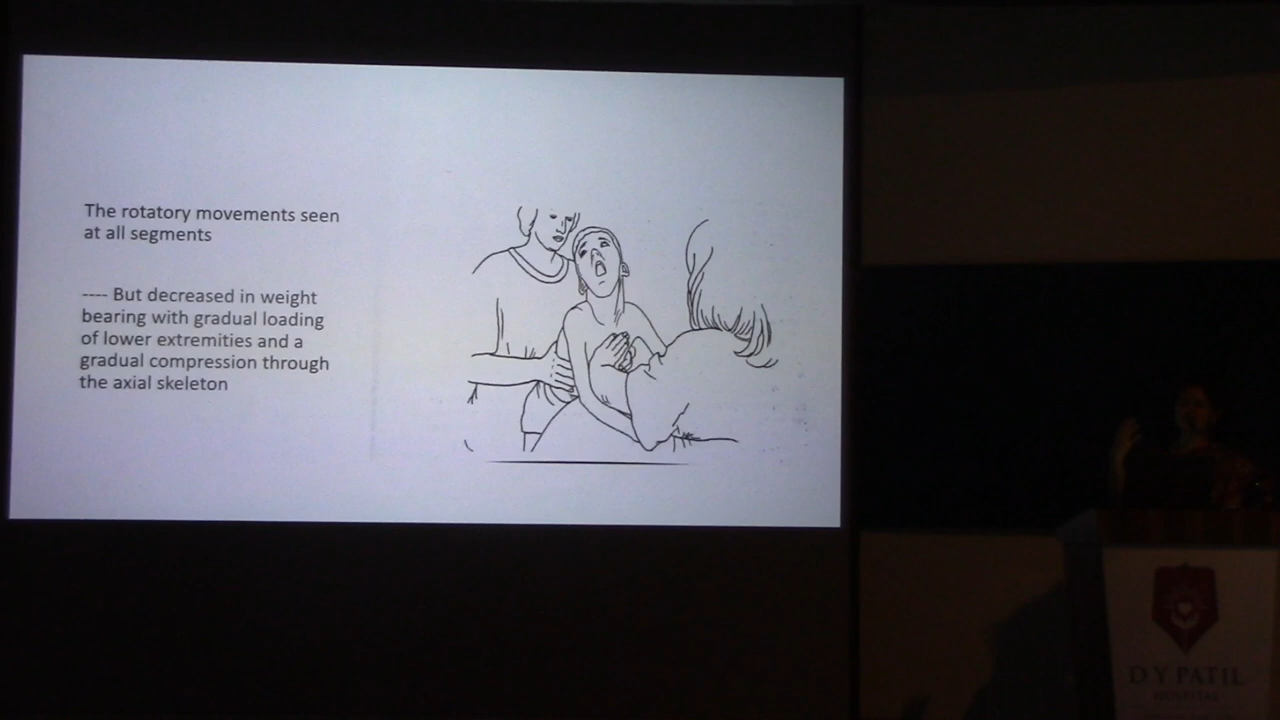 The rotatory movements seen
at all segments
---- But decreased in weight
bearing with gradual loading
of lower extremities and a
gradual compression through
the axial skeleton
D Y PATIL
HOSPITAL